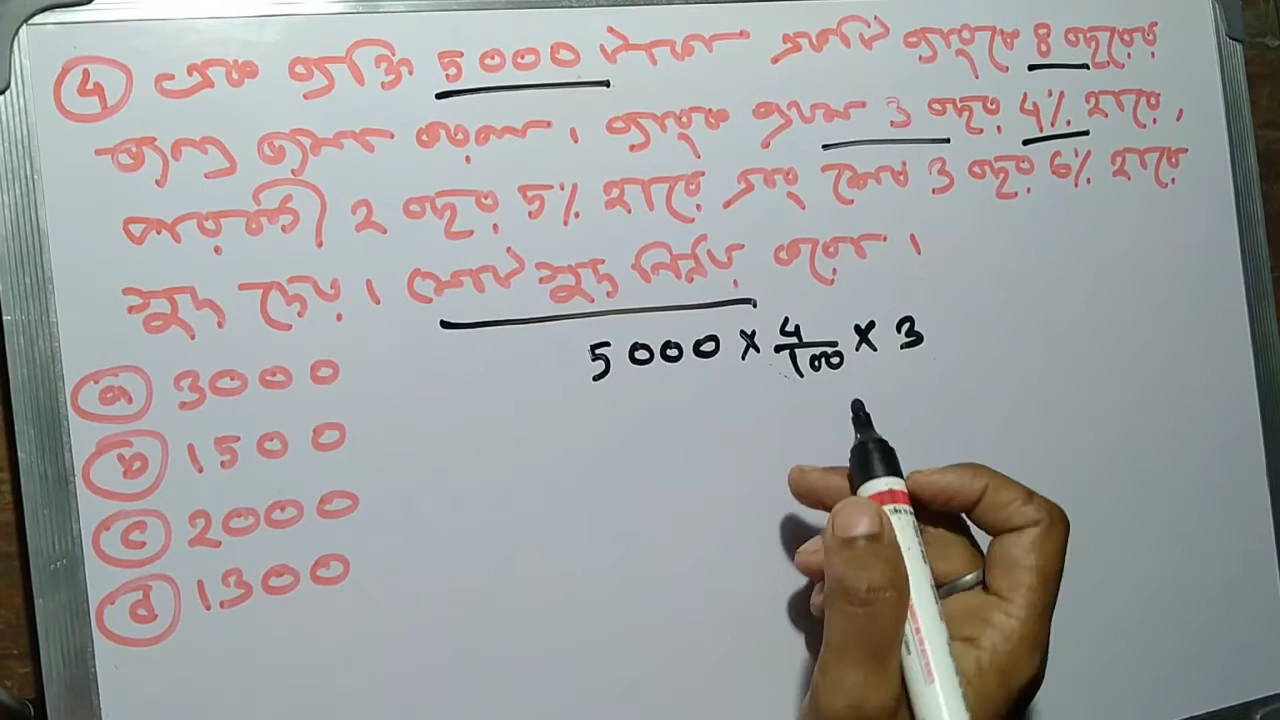 4 এক ব্যক্তি 5000 টাকা একটি ব্যাংকে 8 বছরের
জন্য জমা করল। ব্যাংক প্রথম 3 বছর 4% হারে,
পরবর্তী 2 বছর 5% হারে এবং শেষ 3 বছর 6% হারে
সুদ দেয়। মোট সুদ নির্ণয় করো।
5000 × 4/100 × 3
a 3000
b 1500
c 2000
d 1300